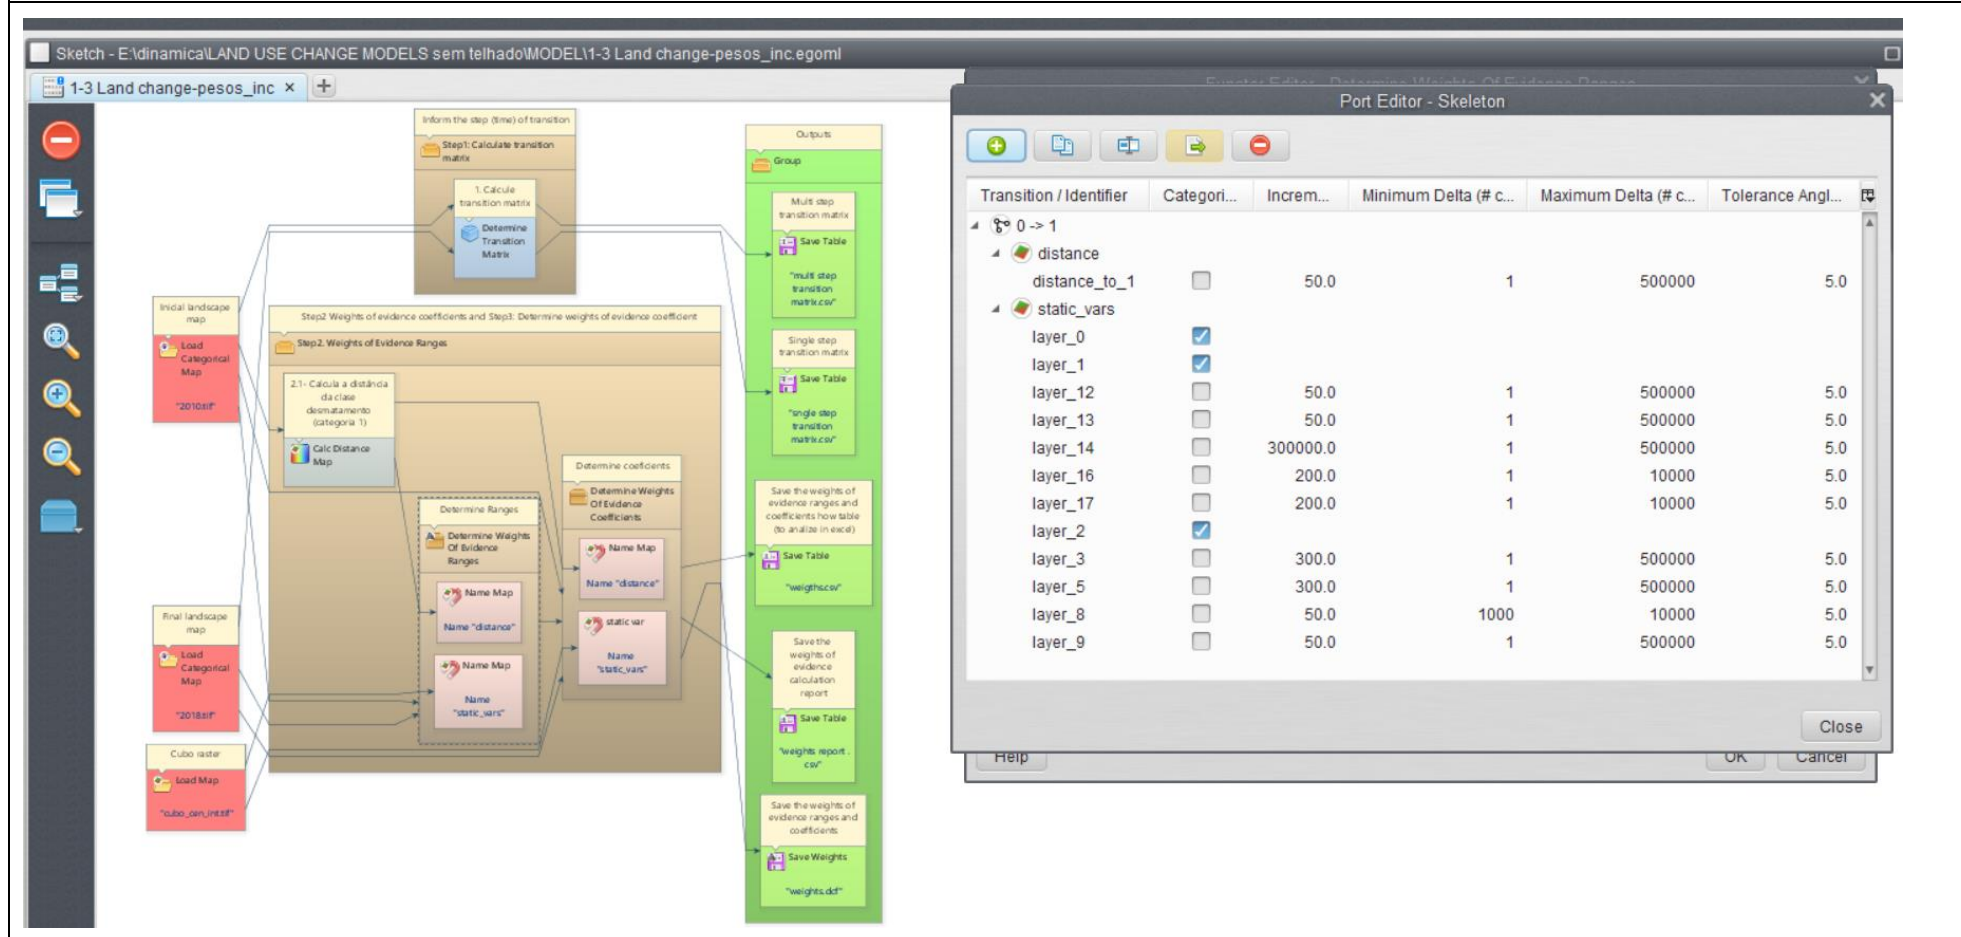 Sketch - E:\dinamica\LAND USE CHANGE MODELS sem telhado\MODEL\1-3 Land change-pesos_inc.egoml
1-3 Land change-pesos_inc
Inform the step (time) of transition
Step1: Calculate transition
matrix
1. Calcule
transition matrix
Determine
Transition
Matrix
Inicial landscape
map
Load
Categorical
Map
"2010.tif"
Step2 Weights of evidence coefficients and Step3: Determine weights of evidence coefficient
Step2. Weights of Evidence Ranges
2.1- Calcula a distância
da clase
desmatamento
(categoria 1)
Calc Distance
Map
Determine Ranges
Determine Weights
Of Evidence
Ranges
Name Map
Name "distance"
Name Map
Name
"static_vars"
Determine coeficients
Determine Weights
Of Evidence
Coefficients
Name Map
Name "distance"
static var
Name
"static_vars"
Final landscape
map
Load
Categorical
Map
"2018.tif"
Cubo raster
Load Map
"cubo_cen_int.tif"
Outputs
Group
Multi step
transition matrix
Save Table
"multi step
transition
matrix.csv"
Single step
transition matrix
Save Table
"sngle step
transition
matrix.csv"
Save the weights of
evidence ranges and
coefficients how table
(to analize in excel)
Save Table
"weigths.csv"
Save the
weights of
evidence
calculation
report
Save Table
"weights report .
csv"
Save the weights of
evidence ranges and
coefficients
Save Weights
"weights.dcf"
Functor Editor - Determine Weights Of Evidence Ranges
Port Editor - Skeleton
Transition / Identifier Categori... Increm... Minimum Delta (# c... Maximum Delta (# c... Tolerance Angl...
0 -> 1
distance
distance_to_1 50.0 1 500000 5.0
static_vars
layer_0
layer_1
layer_12 50.0 1 500000 5.0
layer_13 50.0 1 500000 5.0
layer_14 300000.0 1 500000 5.0
layer_16 200.0 1 10000 5.0
layer_17 200.0 1 10000 5.0
layer_2
layer_3 300.0 1 500000 5.0
layer_5 300.0 1 500000 5.0
layer_8 50.0 1000 10000 5.0
layer_9 50.0 1 500000 5.0
Close
Help OK Cancel